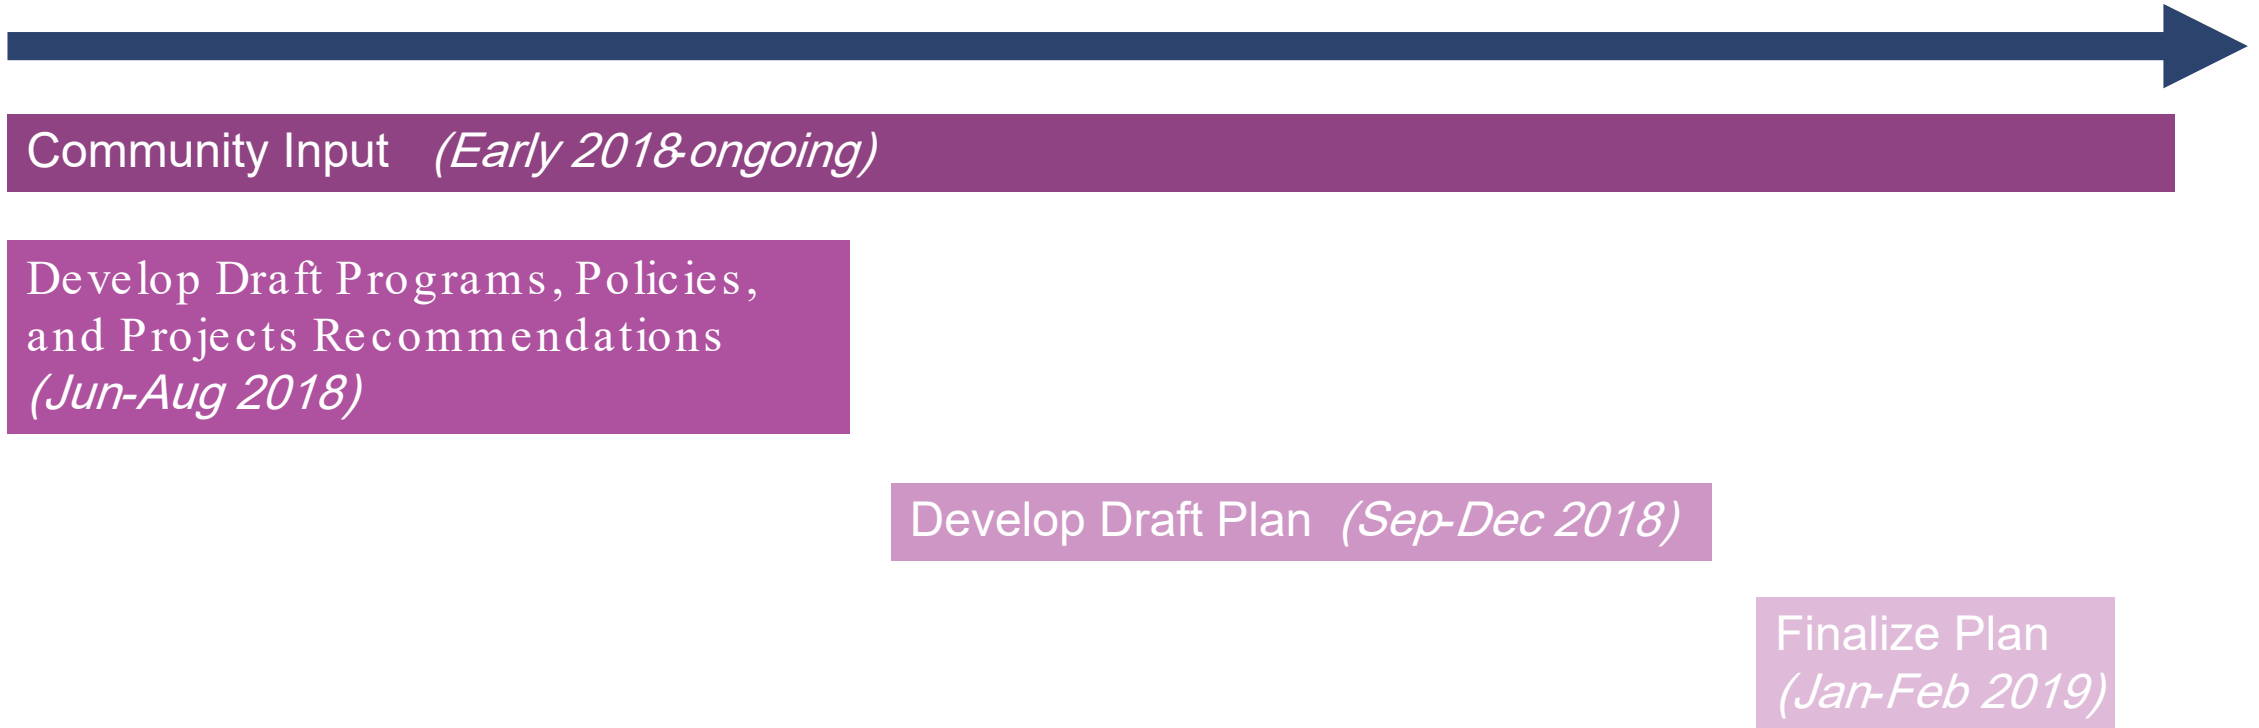 Community Input (Early 2018-ongoing)
Develop Draft Programs, Policies,
and Projects Recommendations
(Jun-Aug 2018)
Develop Draft Plan (Sep-Dec 2018)
Finalize Plan
(Jan-Feb 2019)